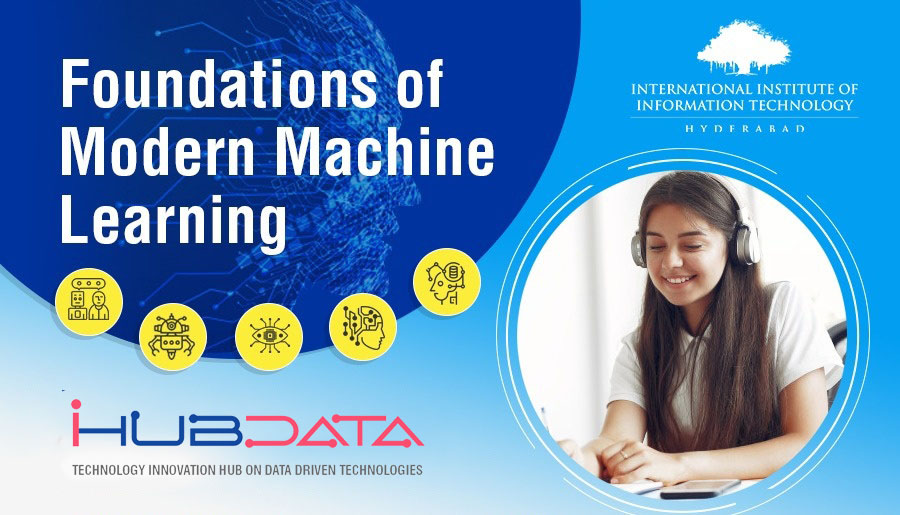 Foundations of
Modern Machine
Learning
INTERNATIONAL INSTITUTE OF
INFORMATION TECHNOLOGY
HYDERABAD
iHUBDATA
TECHNOLOGY INNOVATION HUB ON DATA DRIVEN TECHNOLOGIES